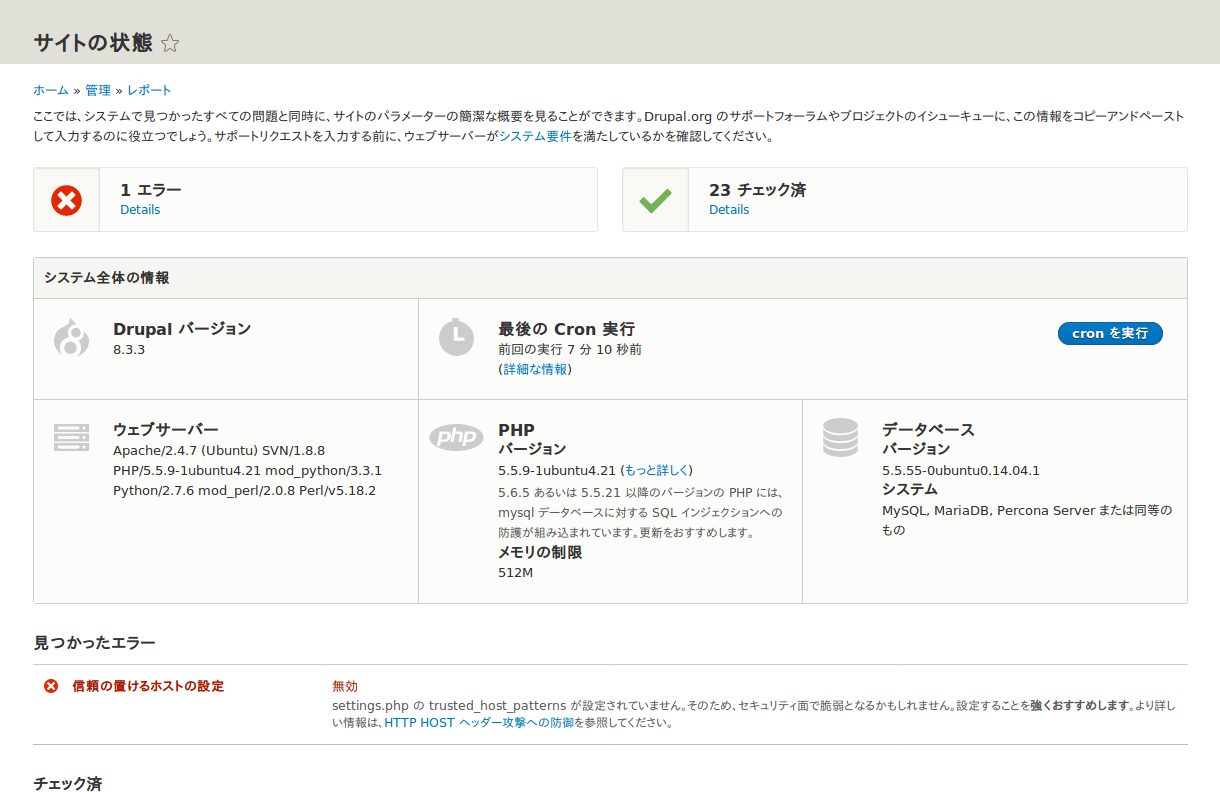 サイトの状態
ホーム » 管理 » レポート
ここでは、システムで見つかったすべての問題と同時に、サイトのパラメーターの簡潔な概要を見ることができます。Drupal.org のサポートフォーラムやプロジェクトのイシューキューに、この情報をコピーアンドペースト
して入力するのに役立つでしょう。サポートリクエストを入力する前に、ウェブサーバーがシステム要件を満たしているかを確認してください。
1 エラー
Details
23 チェック済
Details
システム全体の情報
Drupal バージョン
8.3.3
最後の Cron 実行
前回の実行 7 分 10 秒前
(詳細な情報)
cron を実行
ウェブサーバー
Apache/2.4.7 (Ubuntu) SVN/1.8.8
PHP/5.5.9-1ubuntu4.21 mod_python/3.3.1
Python/2.7.6 mod_perl/2.0.8 Perl/v5.18.2
php
PHP
バージョン
5.5.9-1ubuntu4.21 (もっと詳しく)
5.6.5 あるいは 5.5.21 以降のバージョンの PHP には、
mysql データベースに対する SQL インジェクションへの
防護が組み込まれています。更新をおすすめします。
メモリの制限
512M
データベース
バージョン
5.5.55-0ubuntu0.14.04.1
システム
MySQL, MariaDB, Percona Server または同等の
もの
見つかったエラー
信頼の置けるホストの設定
無効
settings.php の trusted_host_patterns が設定されていません。そのため、セキュリティ面で脆弱となるかもしれません。設定することを強くおすすめします。より詳し
い情報は、HTTP HOST ヘッダー攻撃への防御を参照してください。
チェック済